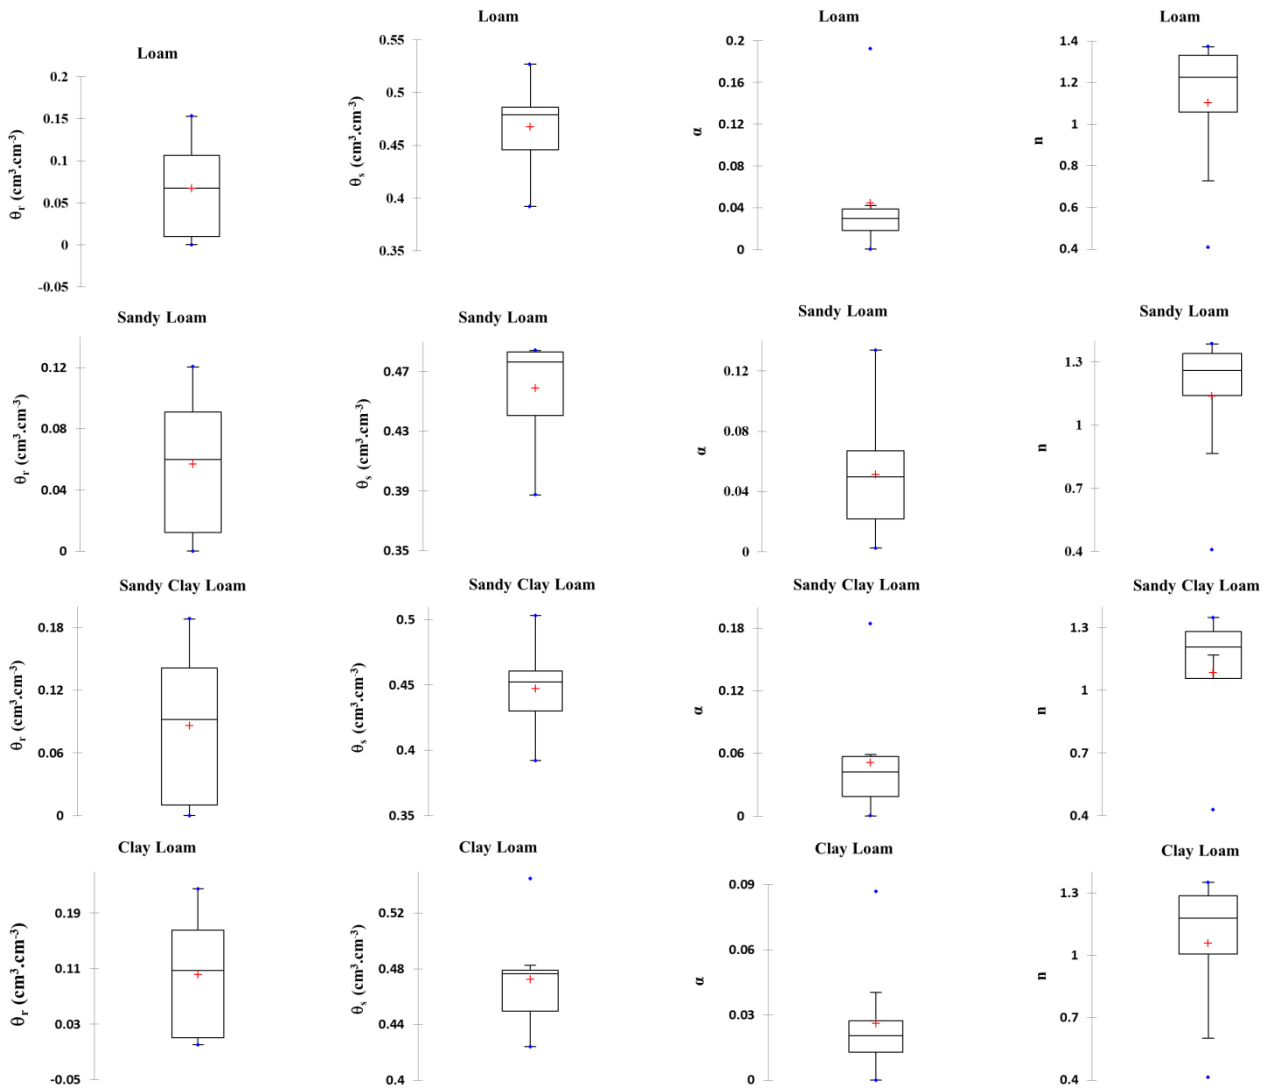 Loam
0.2
0.15
0.1
0.05
0
-0.05
θr (cm³.cm-³)
Loam
0.55
0.5
0.45
0.4
0.35
θs (cm³.cm-³)
Loam
0.2
0.16
0.12
0.08
0.04
0
α
Loam
1.4
1.2
1
0.8
0.6
0.4
n
Sandy Loam
0.12
0.08
0.04
0
θr (cm³.cm-³)
Sandy Loam
0.47
0.43
0.39
0.35
θs (cm³.cm-³)
Sandy Loam
0.12
0.08
0.04
0
α
Sandy Loam
1.3
1
0.7
0.4
n
Sandy Clay Loam
0.18
0.12
0.06
0
θr (cm³.cm-³)
Sandy Clay Loam
0.5
0.45
0.4
0.35
θs (cm³.cm-³)
Sandy Clay Loam
0.18
0.12
0.06
0
α
Sandy Clay Loam
1.3
1
0.7
0.4
n
Clay Loam
0.19
0.11
0.03
-0.05
θr (cm³.cm-³)
Clay Loam
0.52
0.48
0.44
0.4
θs (cm³.cm-³)
Clay Loam
0.09
0.06
0.03
0
α
Clay Loam
1.3
1
0.7
0.4
n